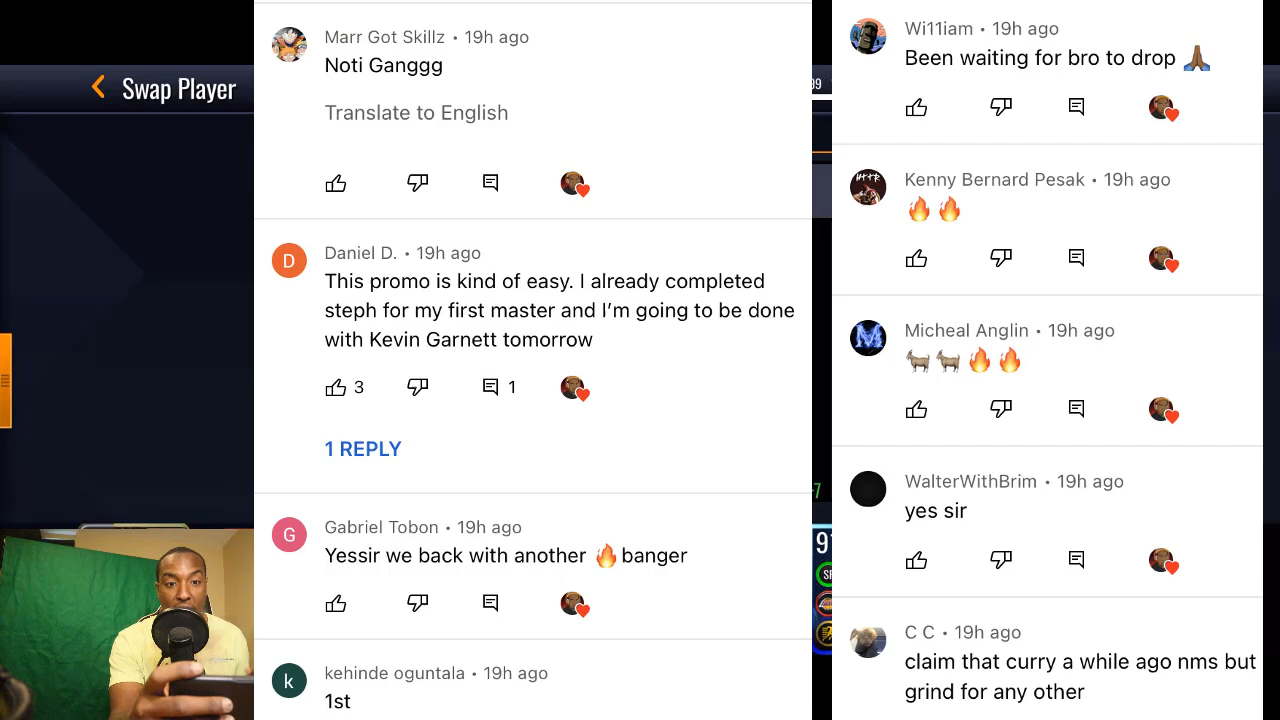 Swap Player
Marr Got Skillz • 19h ago
Noti Ganggg
Translate to English
Daniel D. • 19h ago
This promo is kind of easy. I already completed
steph for my first master and I'm going to be done
with Kevin Garnett tomorrow
3
1
1 REPLY
D
Gabriel Tobon • 19h ago
Yessir we back with another 🔥banger
G
kehinde oguntala • 19h ago
1st
k
99
Wi11iam • 19h ago
Been waiting for bro to drop 🙏🏾
Kenny Bernard Pesak • 19h ago
🔥🔥
Micheal Anglin • 19h ago
🐐🐐🔥🔥
M
WalterWithBrim • 19h ago
yes sir
C C • 19h ago
claim that curry a while ago nms but
grind for any other